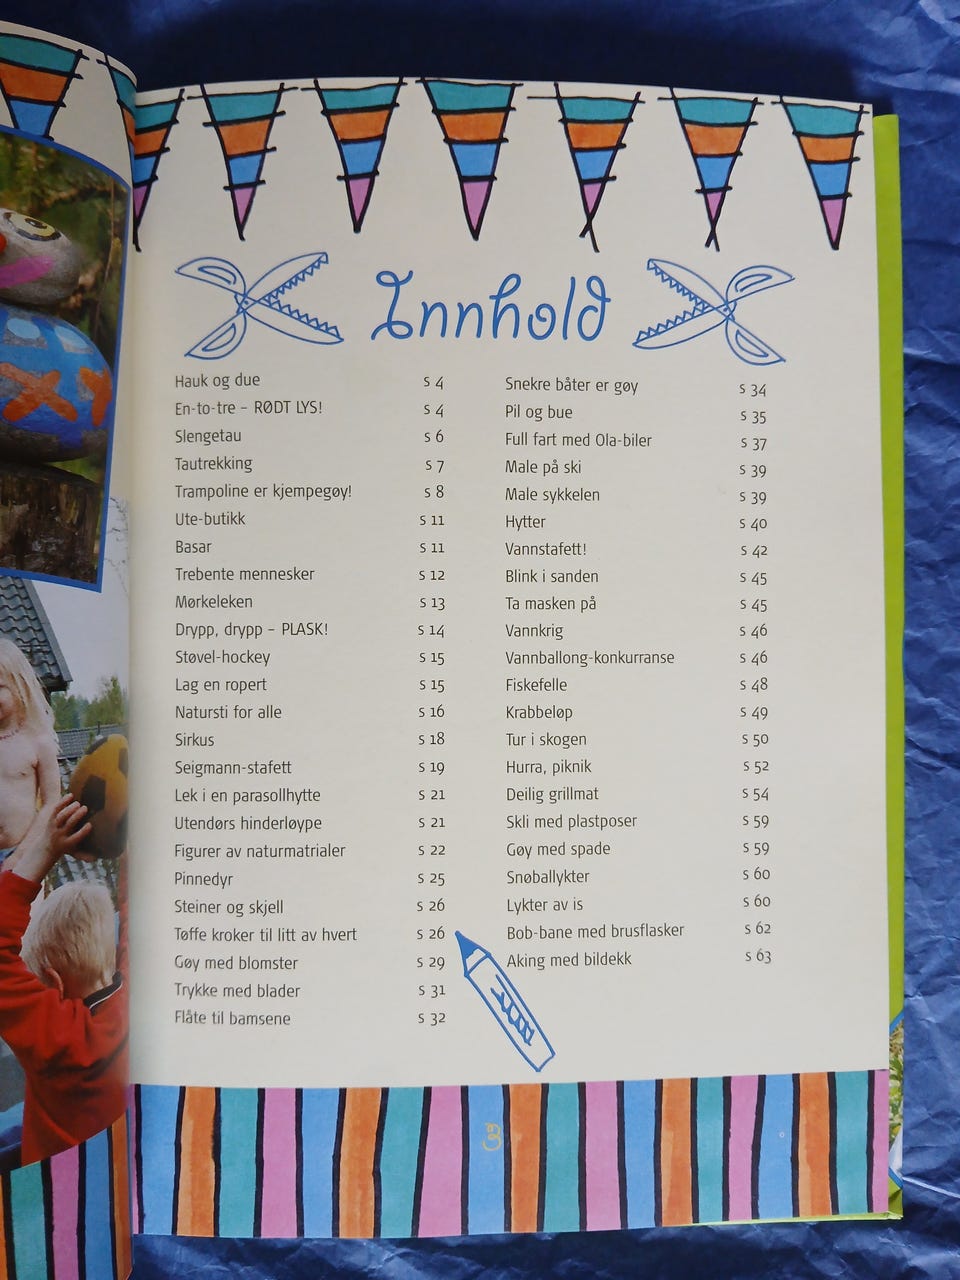 Innhold
Hauk og due s 4
En-to-tre – RØDT LYS! s 4
Slengetau s 6
Tautrekking s 7
Trampoline er kjempegøy! s 8
Ute-butikk s 11
Basar s 11
Trebente mennesker s 12
Mørkeleken s 13
Drypp, drypp – PLASK! s 14
Støvel-hockey s 15
Lag en ropert s 15
Natursti for alle s 16
Sirkus s 18
Seigmann-stafett s 19
Lek i en parasollhytte s 21
Utendørs hinderløype s 21
Figurer av naturmatrialer s 22
Pinnedyr s 25
Steiner og skjell s 26
Tøffe kroker til litt av hvert s 26
Gøy med blomster s 29
Trykke med blader s 31
Flåte til bamsene s 32
Snekre båter er gøy s 34
Pil og bue s 35
Full fart med Ola-biler s 37
Male på ski s 39
Male sykkelen s 39
Hytter s 40
Vannstafett! s 42
Blink i sanden s 45
Ta masken på s 45
Vannkrig s 46
Vannballong-konkurranse s 46
Fiskefelle s 48
Krabbeløp s 49
Tur i skogen s 50
Hurra, piknik s 52
Deilig grillmat s 54
Skli med plastposer s 59
Gøy med spade s 59
Snøballykter s 60
Lykter av is s 60
Bob-bane med brusflasker s 62
Aking med bildekk s 63
3